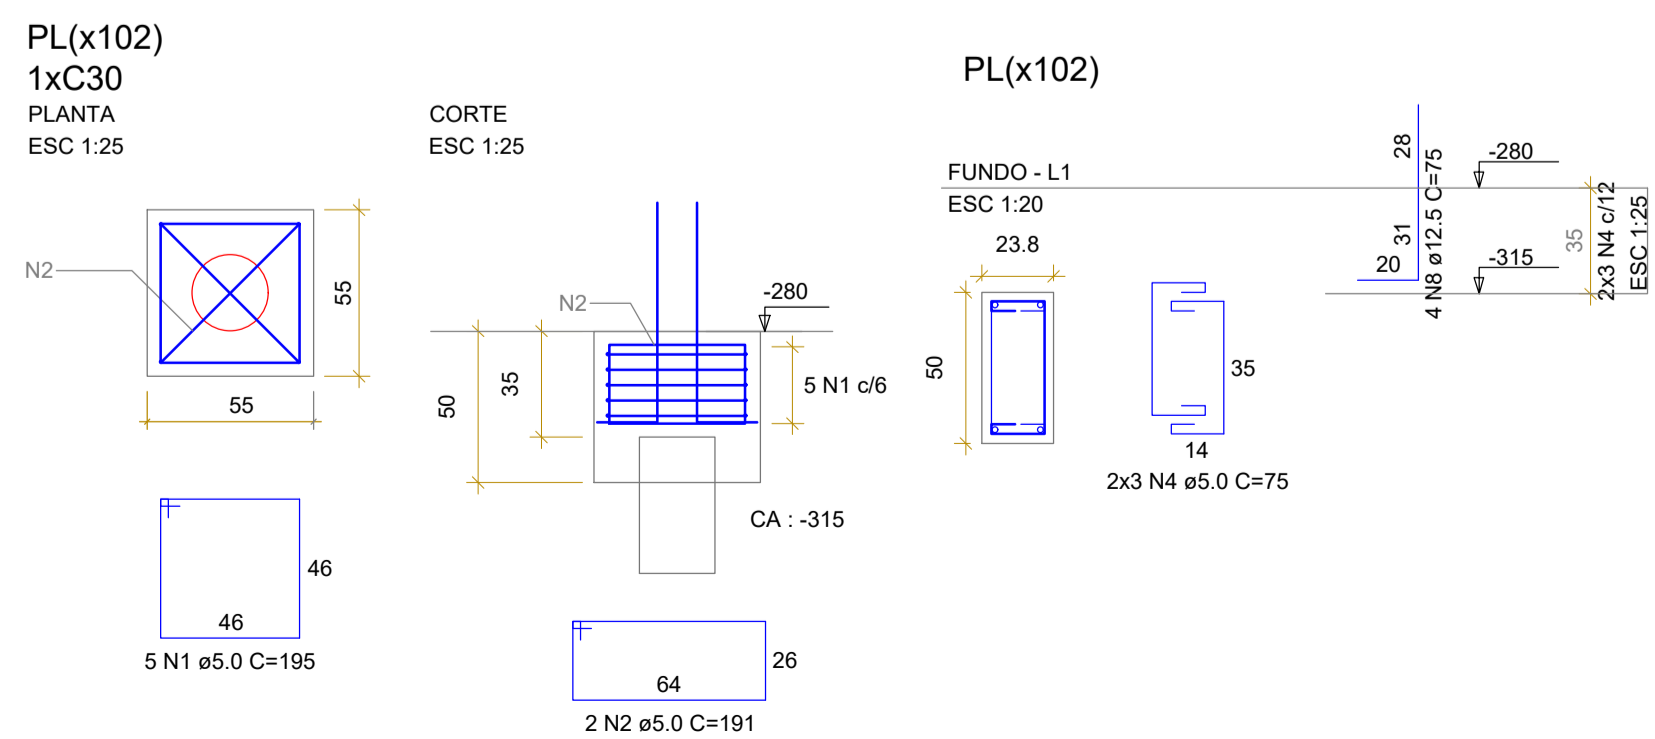 PL(x102)
1xC30
PLANTA
ESC 1:25
N2
55
55
46
46
5 N1 ø5.0 C=195
CORTE
ESC 1:25
N2
-280
50
35
5 N1 c/6
CA : -315
26
64
2 N2 ø5.0 C=191
PL(x102)
FUNDO - L1
ESC 1:20
23.8
50
35
14
2x3 N4 ø5.0 C=75
28
31
20
4 N8 ø12.5 C=75
-280
-315
35
2x3 N4 c/12
ESC 1:25